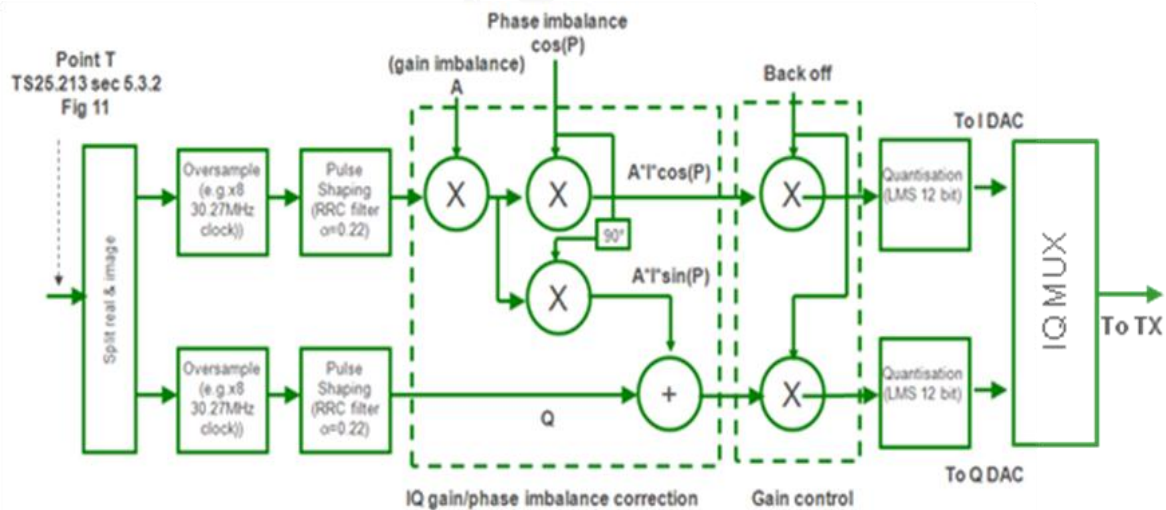 Point T
TS25.213 sec 5.3.2
Fig 11
Phase imbalance
cos(P)
(gain imbalance)
A
Back off
Split real & image
Oversample
(e.g.x8
30.27MHz
clock))
Pulse
Shaping
(RRC filter
α=0.22)
X
X
A*I*cos(P)
90°
X
A*I*sin(P)
X
To I DAC
Quantisation
(LMS 12 bit)
IQ MUX
To TX
Oversample
(e.g.x8
30.27MHz
clock))
Pulse
Shaping
(RRC filter
α=0.22)
Q
+
X
Quantisation
(LMS 12 bit)
To Q DAC
IQ gain/phase imbalance correction
Gain control